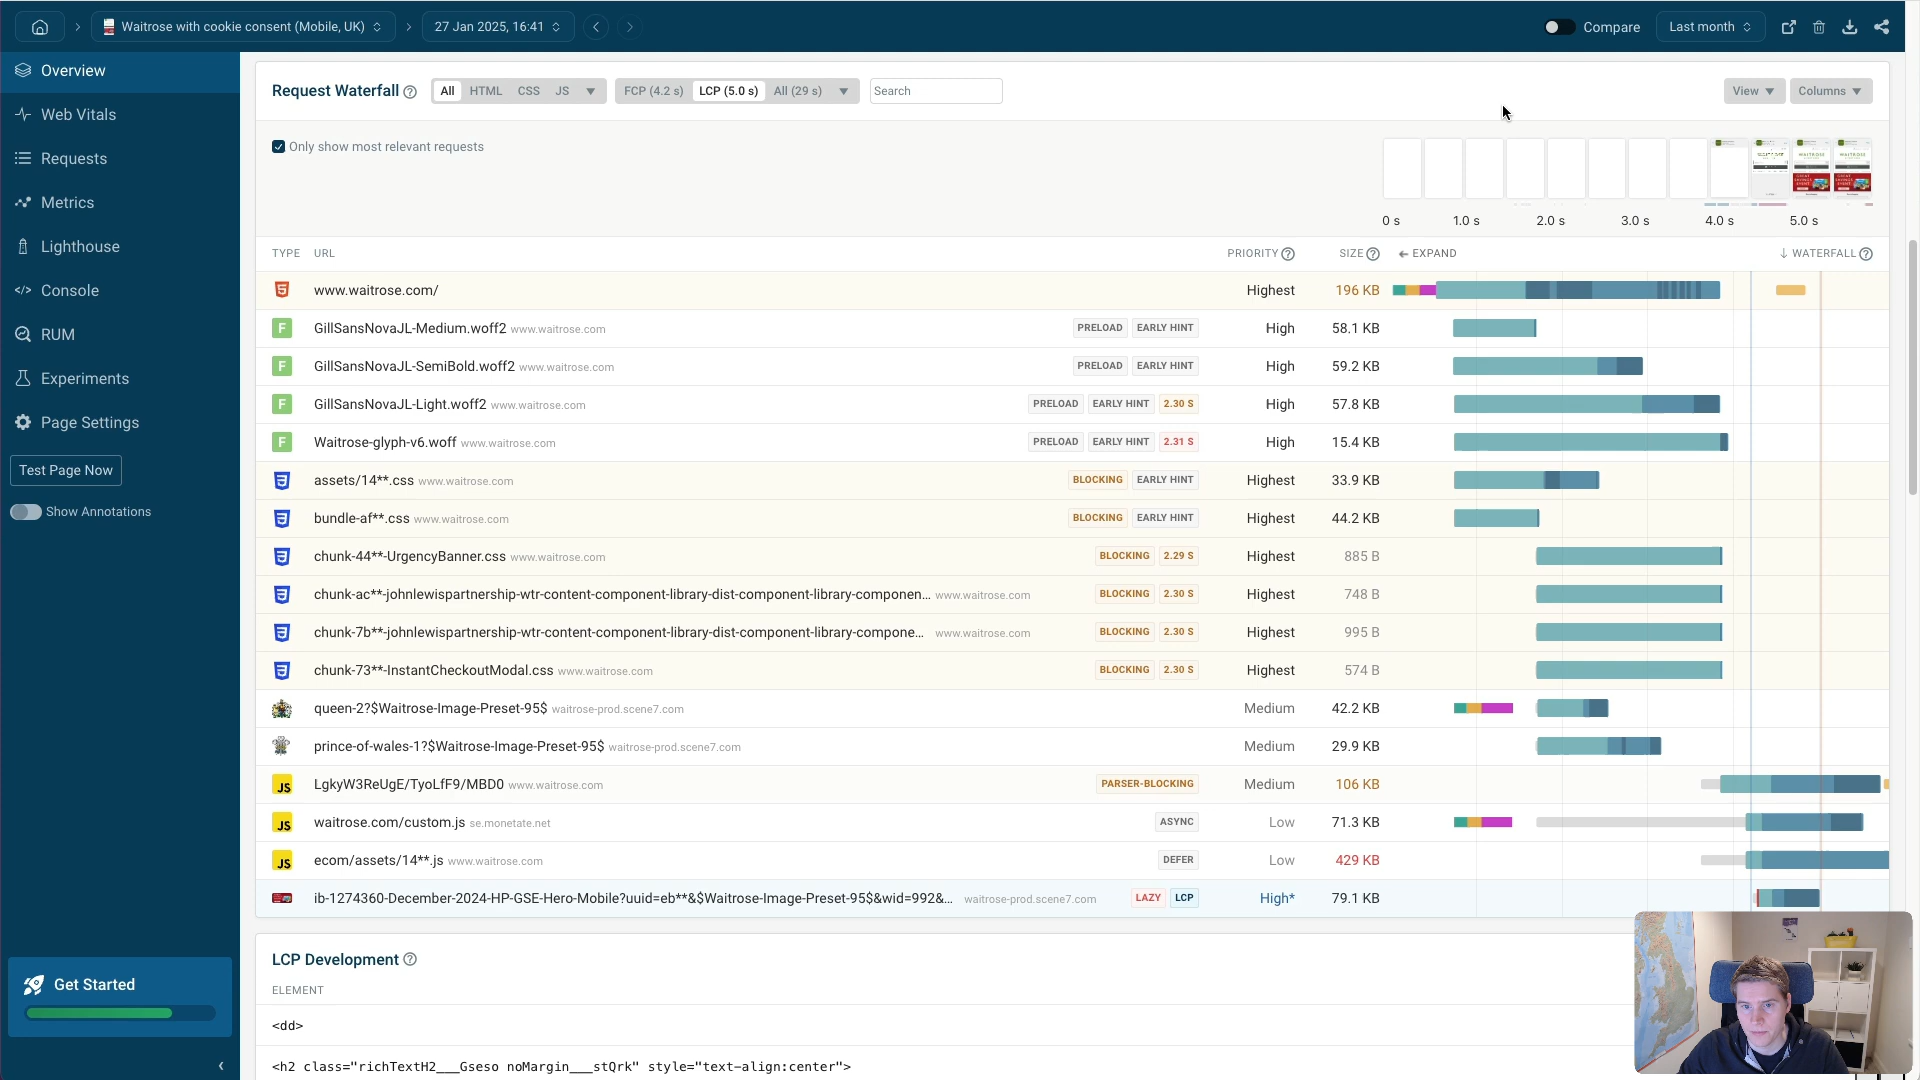 Waitrose with cookie consent (Mobile, UK)
27 Jan 2025, 16:41
Compare
Last month
Overview
Web Vitals
Requests
Metrics
Lighthouse
Console
RUM
Experiments
Page Settings
Test Page Now
Show Annotations
Get Started
Request Waterfall
All HTML CSS JS
FCP (4.2 s) LCP (5.0 s) All (29 s)
Search
View
Columns
Only show most relevant requests
0 s 1.0 s 2.0 s 3.0 s 4.0 s 5.0 s
TYPE URL PRIORITY SIZE EXPAND WATERFALL
www.waitrose.com/ Highest 196 KB
GillSansNovaJL-Medium.woff2 www.waitrose.com PRELOAD EARLY HINT High 58.1 KB
GillSansNovaJL-SemiBold.woff2 www.waitrose.com PRELOAD EARLY HINT High 59.2 KB
GillSansNovaJL-Light.woff2 www.waitrose.com PRELOAD EARLY HINT 2.30 S High 57.8 KB
Waitrose-glyph-v6.woff www.waitrose.com PRELOAD EARLY HINT 2.31 S High 15.4 KB
assets/14**.css www.waitrose.com BLOCKING EARLY HINT Highest 33.9 KB
bundle-af**.css www.waitrose.com BLOCKING EARLY HINT Highest 44.2 KB
chunk-44**-UrgencyBanner.css www.waitrose.com BLOCKING 2.29 S Highest 885 B
chunk-ac**-johnlewispartnership-wtr-content-component-library-dist-component-library-componen... www.waitrose.com BLOCKING 2.30 S Highest 748 B
chunk-7b**-johnlewispartnership-wtr-content-component-library-dist-component-library-compone... www.waitrose.com BLOCKING 2.30 S Highest 995 B
chunk-73**-InstantCheckoutModal.css www.waitrose.com BLOCKING 2.30 S Highest 574 B
queen-2?$Waitrose-Image-Preset-95$ waitrose-prod.scene7.com Medium 42.2 KB
prince-of-wales-1?$Waitrose-Image-Preset-95$ waitrose-prod.scene7.com Medium 29.9 KB
LgkyW3ReUgE/TyoLfF9/MBD0 www.waitrose.com PARSER-BLOCKING Medium 106 KB
waitrose.com/custom.js se.monetate.net ASYNC Low 71.3 KB
ecom/assets/14**.js www.waitrose.com DEFER Low 429 KB
ib-1274360-December-2024-HP-GSE-Hero-Mobile?uuid=eb**&$Waitrose-Image-Preset-95$&wid=992&... waitrose-prod.scene7.com LAZY LCP High* 79.1 KB
LCP Development
ELEMENT
<dd>
<h2 class="richTextH2___Gseso noMargin___stQrk" style="text-align:center">